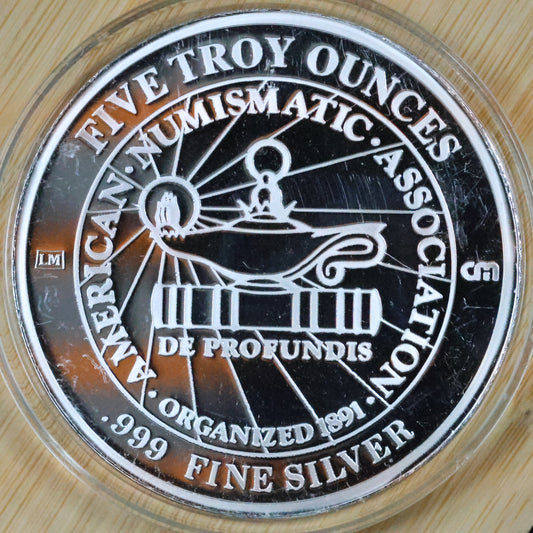 FIVE TROY OUNCES
AMERICAN · NUMISMATIC · ASSOCIATION ·
LM
DE PROFUNDIS
· ORGANIZED 1891 ·
.999 FINE SILVER